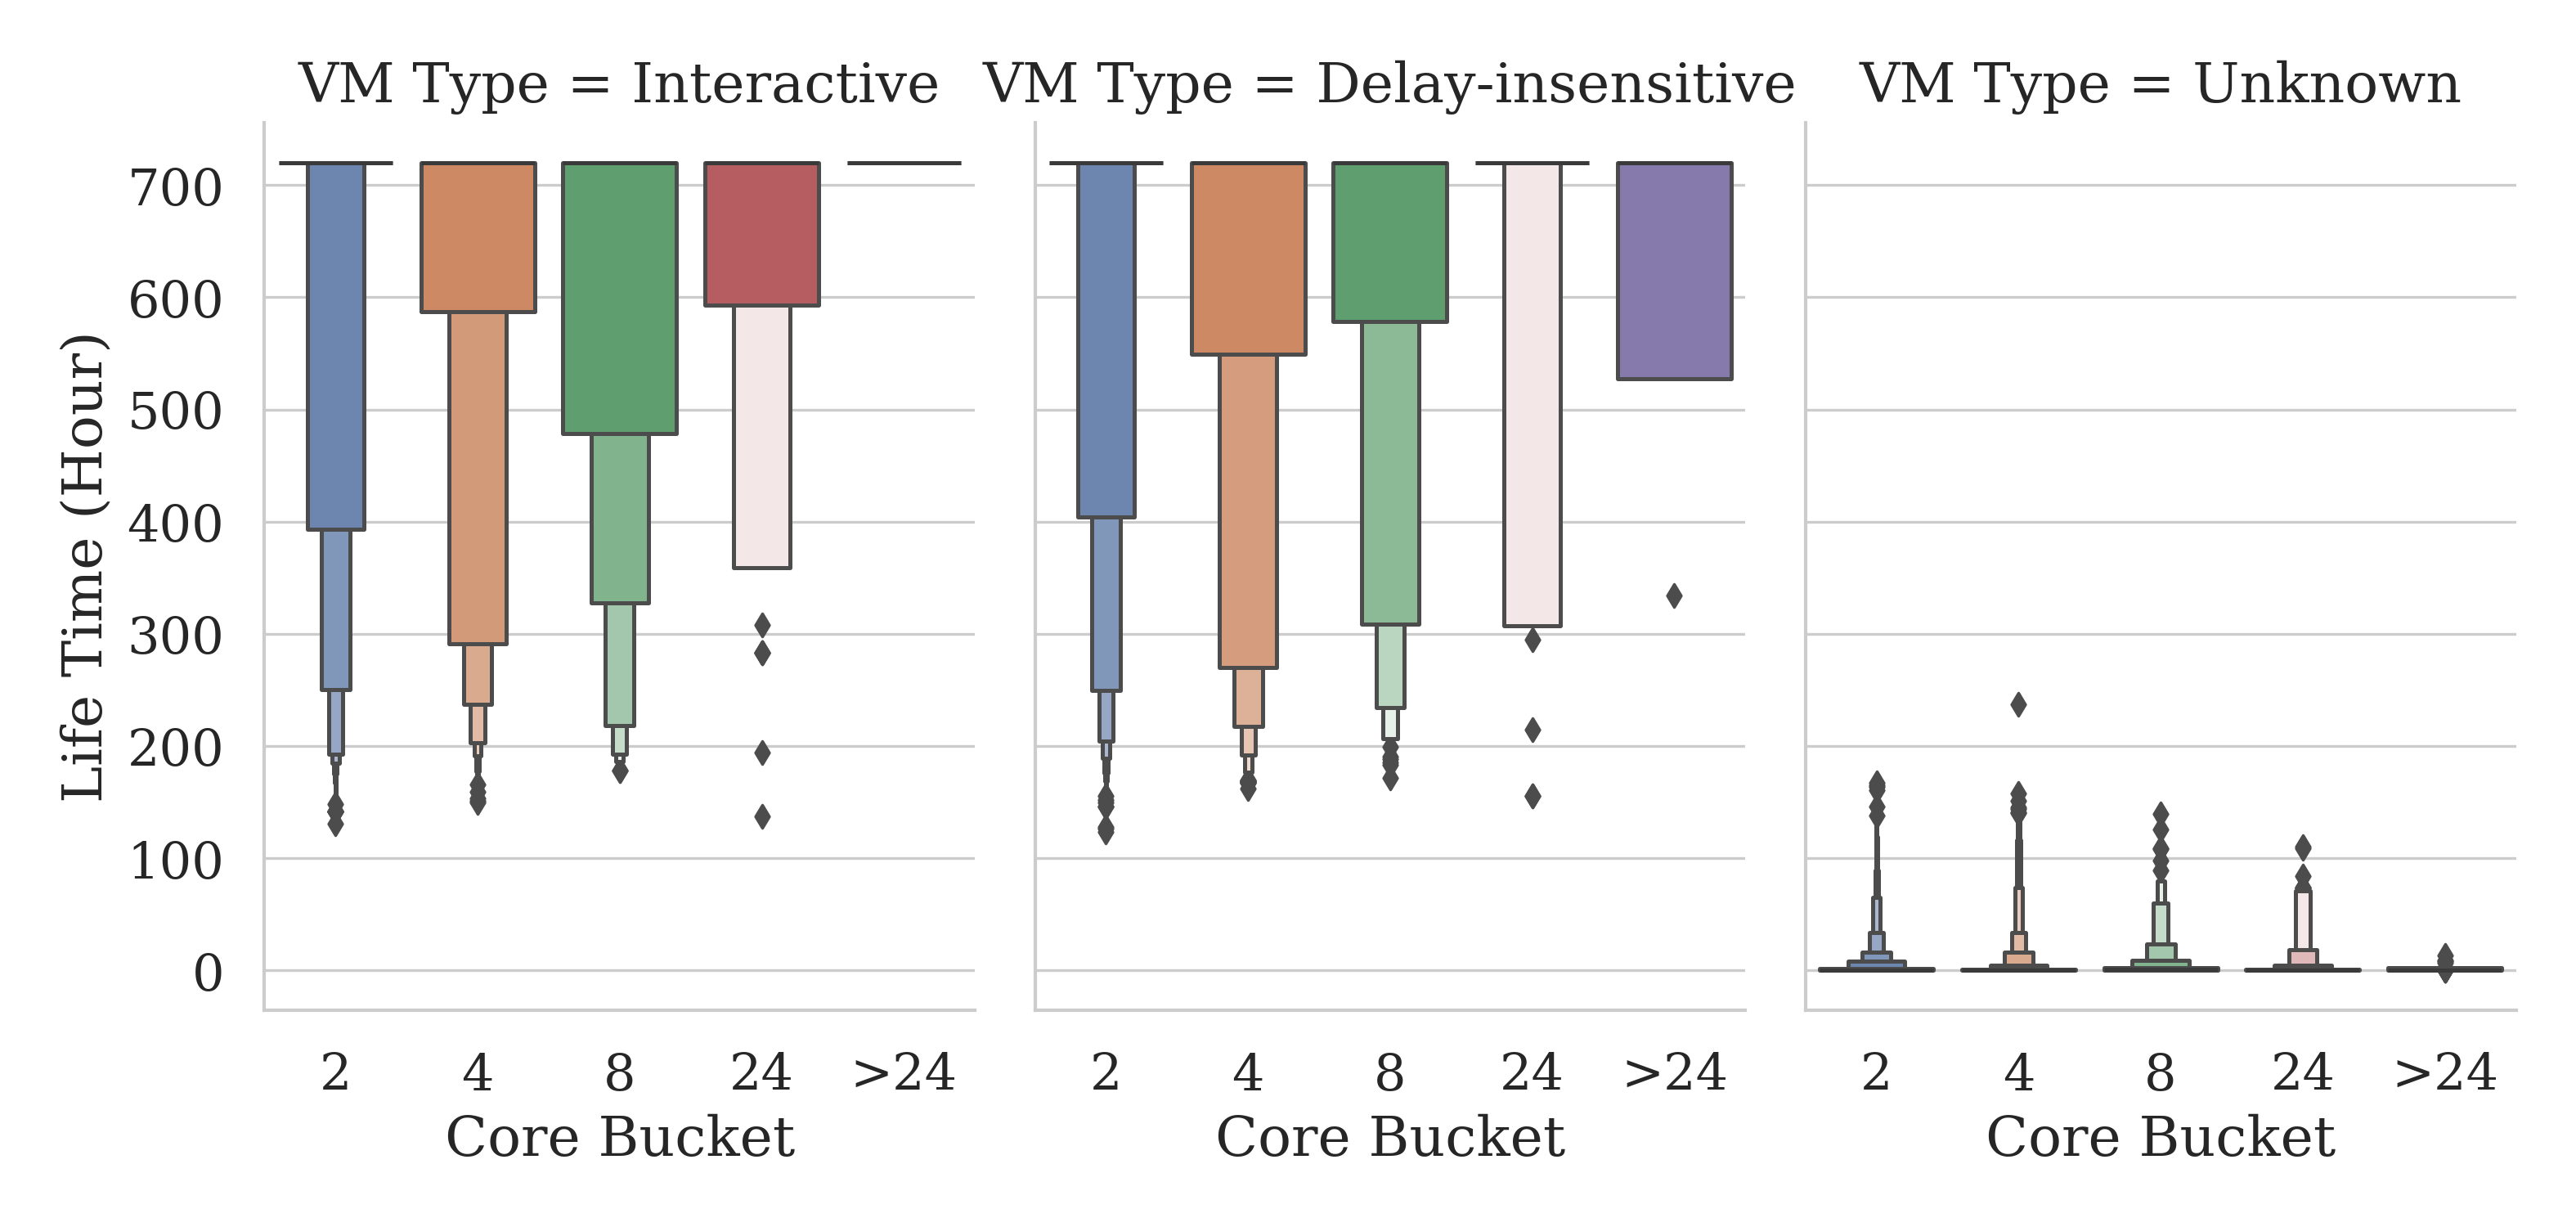 VM Type = Interactive
VM Type = Delay-insensitive
VM Type = Unknown
Life Time (Hour)
700
600
500
400
300
200
100
0
2 4 8 24 >24
2 4 8 24 >24
2 4 8 24 >24
Core Bucket
Core Bucket
Core Bucket